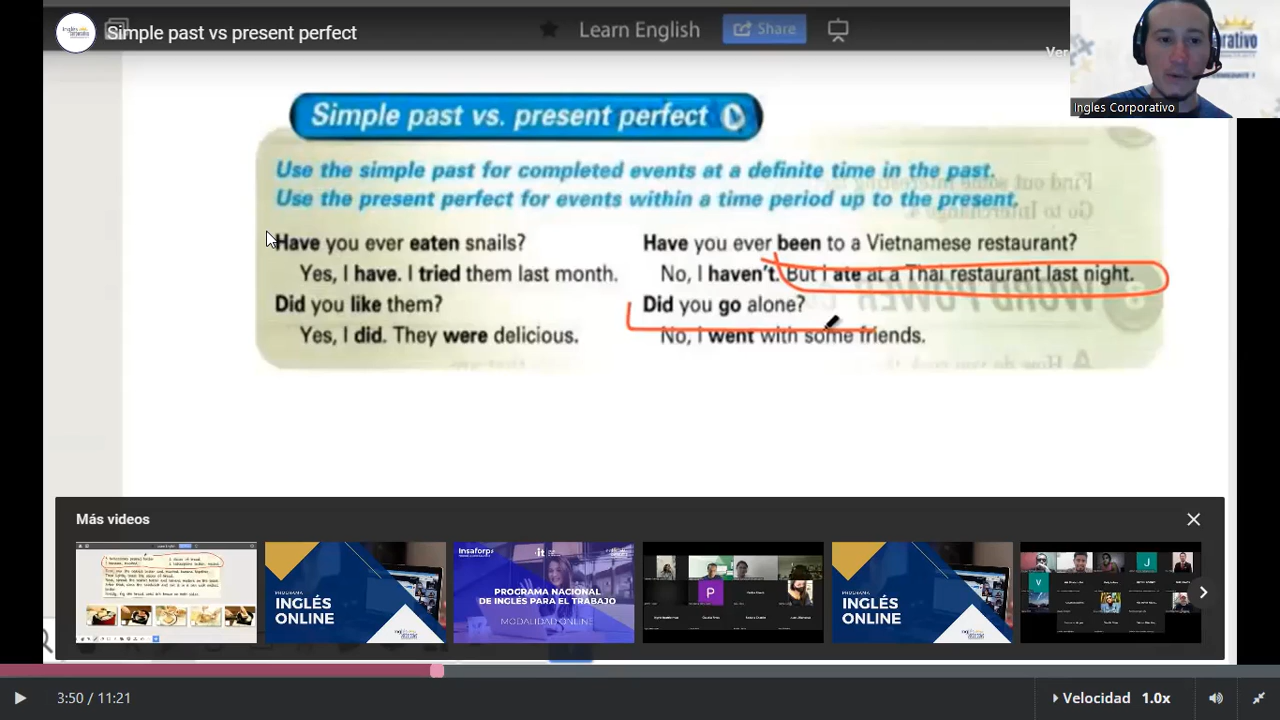 Simple past vs present perfect
Learn English
Share
Ver
Ingles Corporativo
Simple past vs. present perfect
Use the simple past for completed events at a definite time in the past.
Use the present perfect for events within a time period up to the present.
Have you ever eaten snails?
Yes, I have. I tried them last month.
Did you like them?
Yes, I did. They were delicious.
Have you ever been to a Vietnamese restaurant?
No, I haven't. But I ate at a Thai restaurant last night.
Did you go alone?
No, I went with some friends.
Más videos
INGLÉS
ONLINE
PROGRAMA NACIONAL
DE INGLÉS PARA EL TRABAJO
MODALIDAD ONLINE
P
INGLÉS
ONLINE
J
V
3:50 / 11:21
Velocidad 1.0x